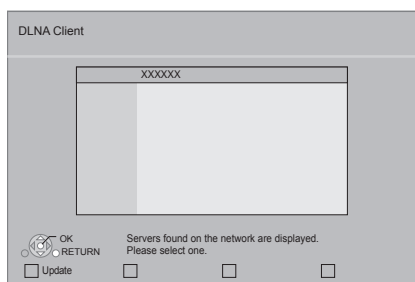 DLNA Client
XXXXXX
OK
RETURN
Servers found on the network are displayed.
Please select one.
Update